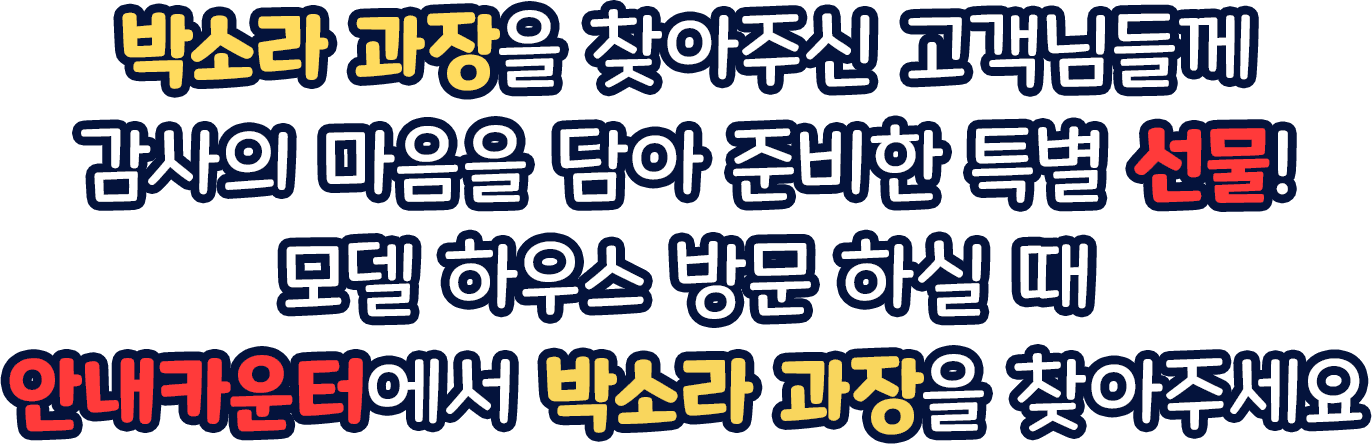 박소라 과장을 찾아주신 고객님들께
감사의 마음을 담아 준비한 특별 선물!
모델 하우스 방문 하실 때
안내카운터에서 박소라 과장을 찾아주세요